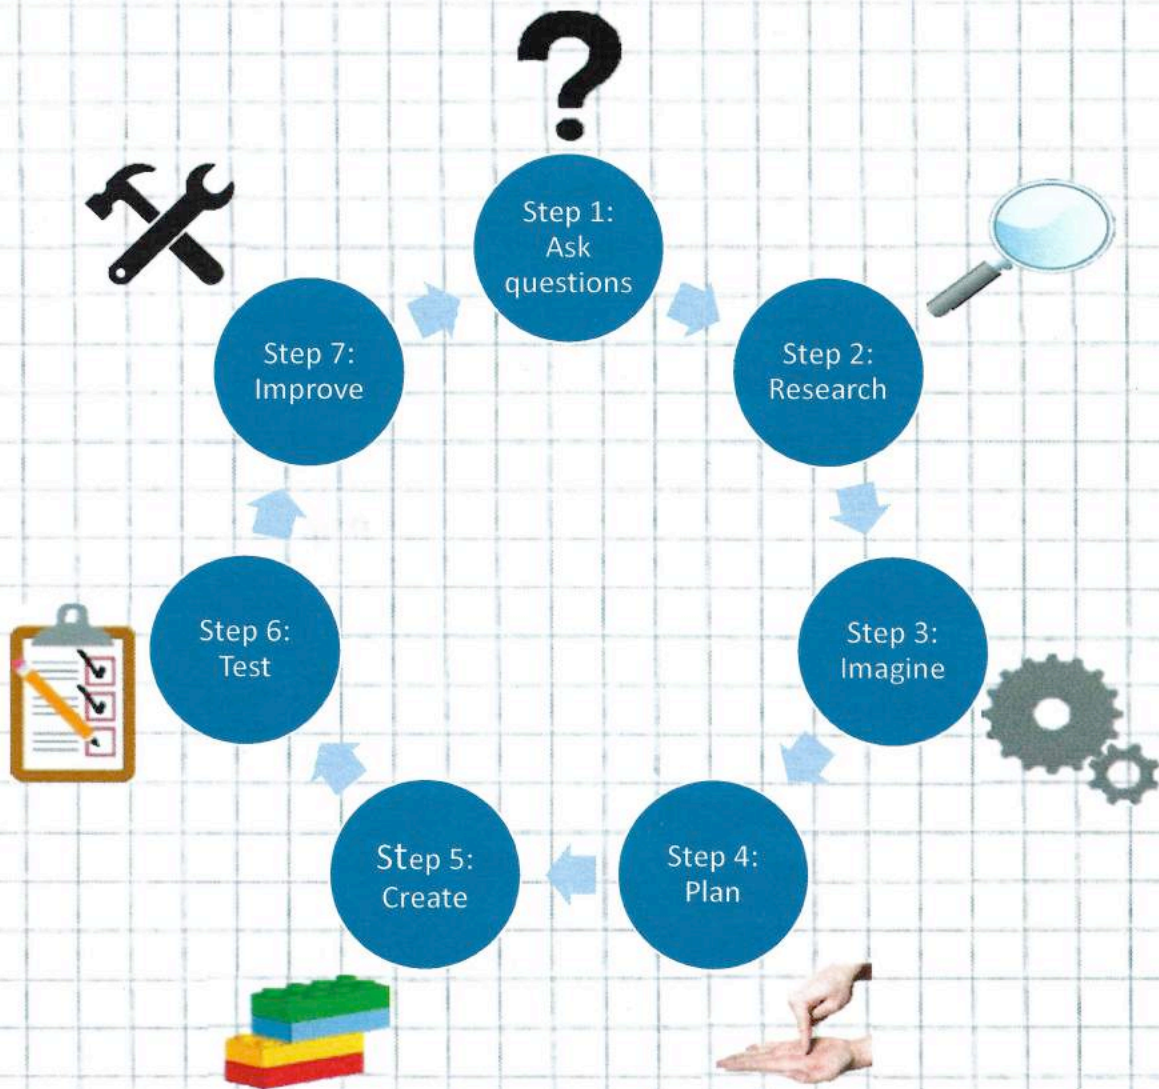 Step 1:
Ask
questions
Step 2:
Research
Step 3:
Imagine
Step 4:
Plan
Step 5:
Create
Step 6:
Test
Step 7:
Improve